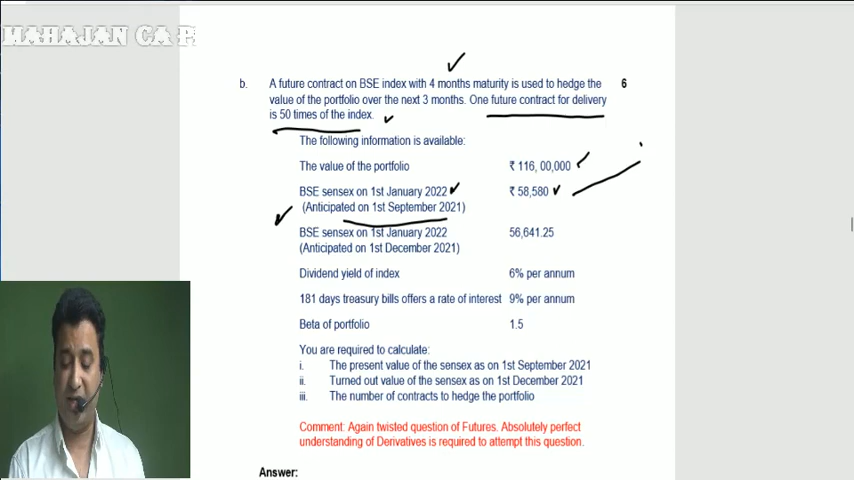 MAHAJAN CA P
b. A future contract on BSE index with 4 months maturity is used to hedge the 6
value of the portfolio over the next 3 months. One future contract for delivery
is 50 times of the index.
The following information is available:
The value of the portfolio ₹ 116, 00,000
BSE sensex on 1st January 2022 ₹ 58,580
(Anticipated on 1st September 2021)
BSE sensex on 1st January 2022 56,641.25
(Anticipated on 1st December 2021)
Dividend yield of index 6% per annum
181 days treasury bills offers a rate of interest 9% per annum
Beta of portfolio 1.5
You are required to calculate:
i. The present value of the sensex as on 1st September 2021
ii. Turned out value of the sensex as on 1st December 2021
iii. The number of contracts to hedge the portfolio
Comment: Again twisted question of Futures. Absolutely perfect
understanding of Derivatives is required to attempt this question.
Answer: